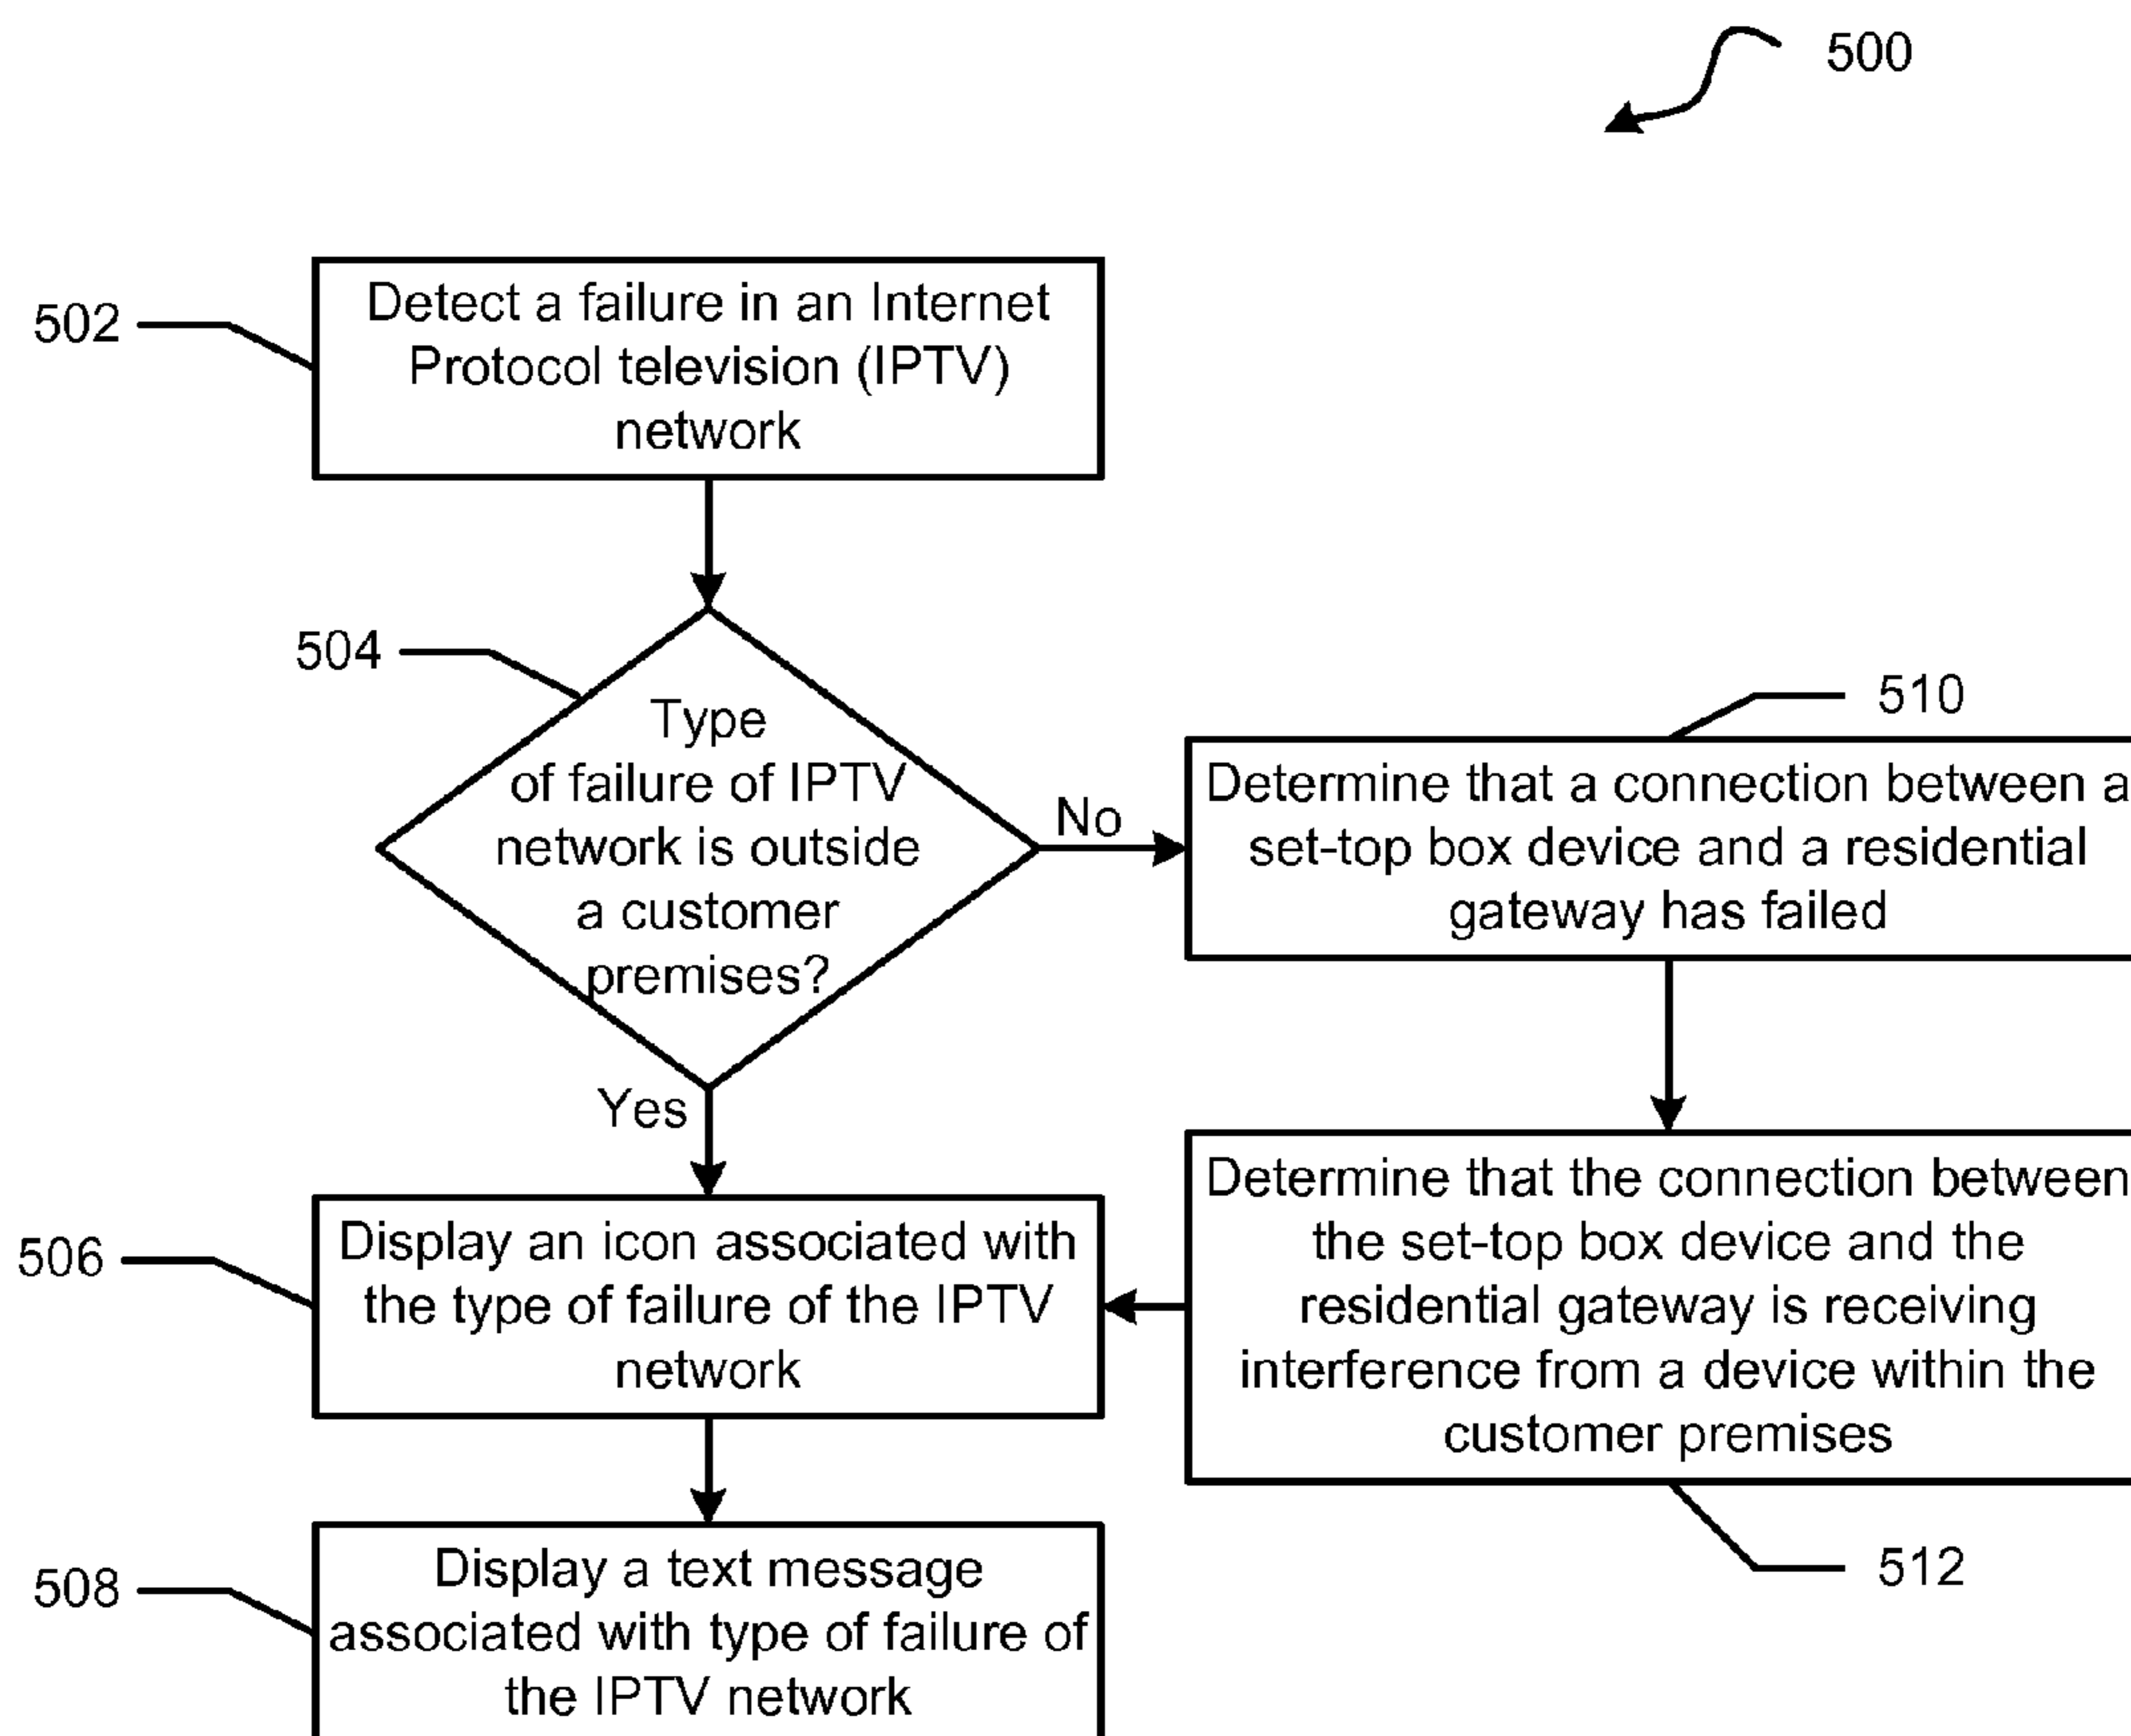 500
502
Detect a failure in an Internet
Protocol television (IPTV)
network
504
Type
of failure of IPTV
network is outside
a customer
premises?
No
Yes
510
Determine that a connection between a
set-top box device and a residential
gateway has failed
Determine that the connection between
the set-top box device and the
residential gateway is receiving
interference from a device within the
customer premises
512
506
Display an icon associated with
the type of failure of the IPTV
network
508
Display a text message
associated with type of failure of
the IPTV network